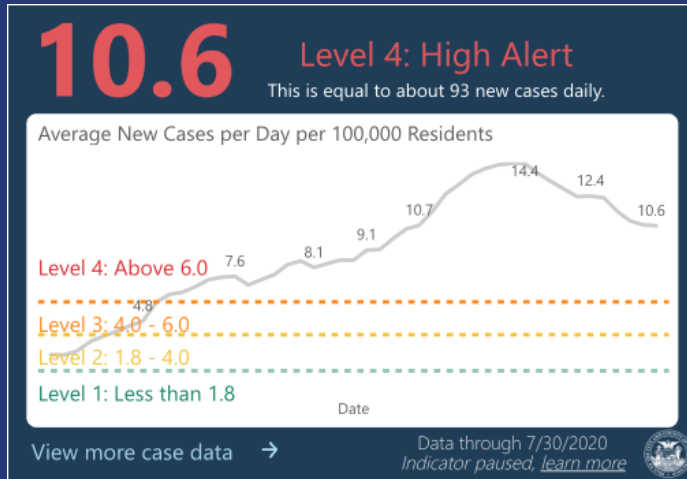 10.6
Level 4: High Alert
This is equal to about 93 new cases daily.
Average New Cases per Day per 100,000 Residents
14.4
12.4
10.7
10.6
9.1
8.1
7.6
Level 4: Above 6.0
4.8
Level 3: 4.0 - 6.0
Level 2: 1.8 - 4.0
Level 1: Less than 1.8
Date
View more case data →
Data through 7/30/2020
Indicator paused, learn more